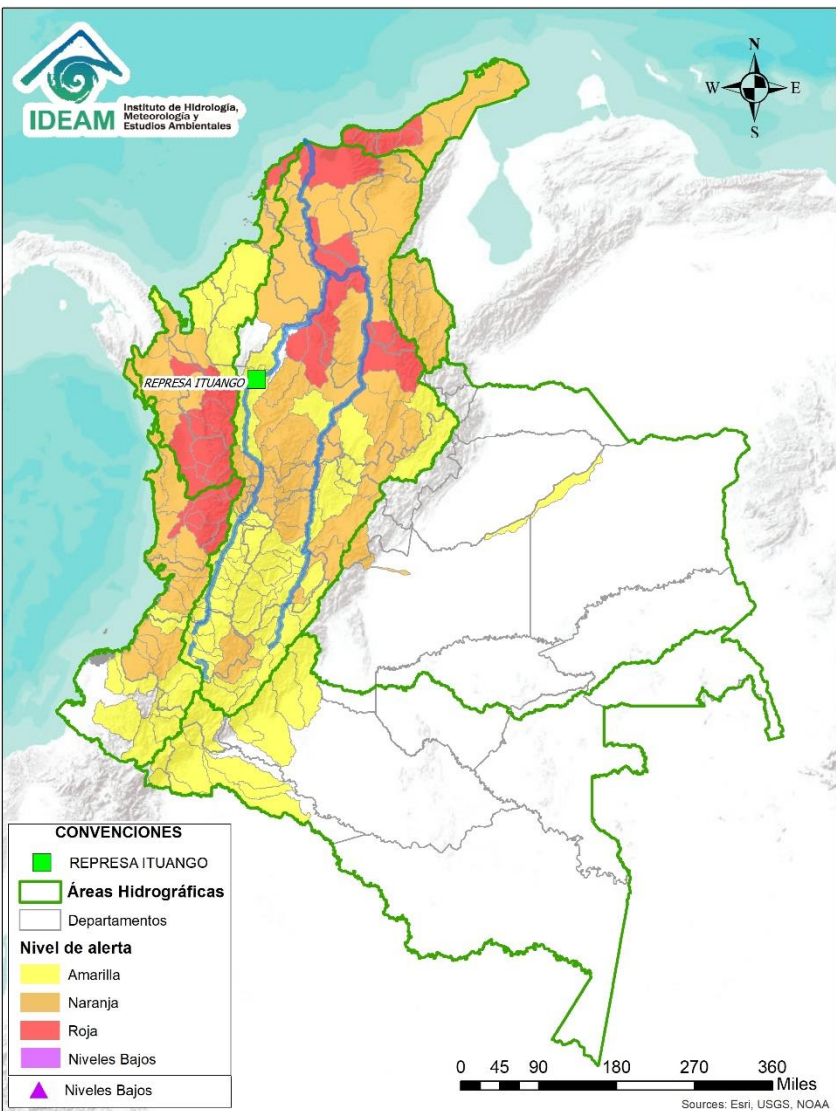 IDEAM
Instituto de Hidrología,
Meteorología y
Estudios Ambientales
N
W E
S
REPRESA ITUANGO
CONVENCIONES
REPRESA ITUANGO
Áreas Hidrográficas
Departamentos
Nivel de alerta
Amarilla
Naranja
Roja
Niveles Bajos
Niveles Bajos
0 45 90 180 270 360
Miles
Sources: Esri, USGS, NOAA